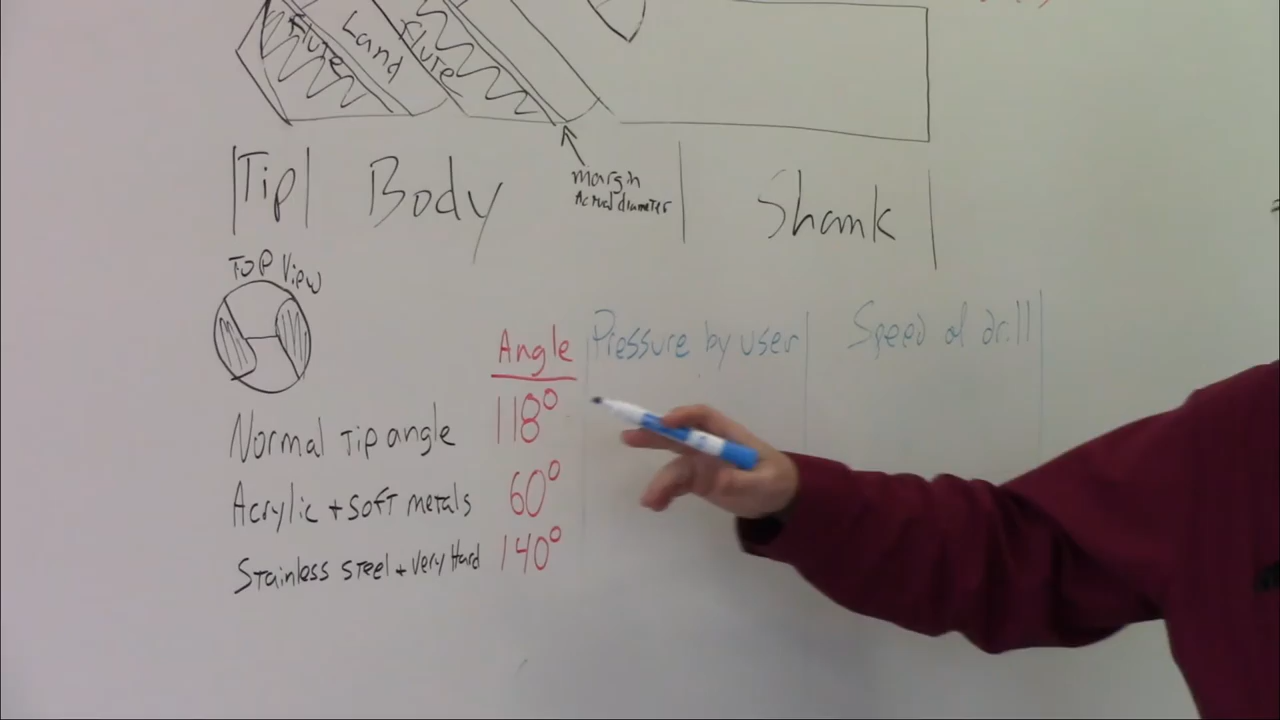 Flute Land Flute
Tip Body Shank
margin
Actual diameter
TOP View
Angle Pressure by user Speed of drill
Normal Tip angle 118°
Acrylic + soft metals 60°
Stainless steel + very Hard 140°